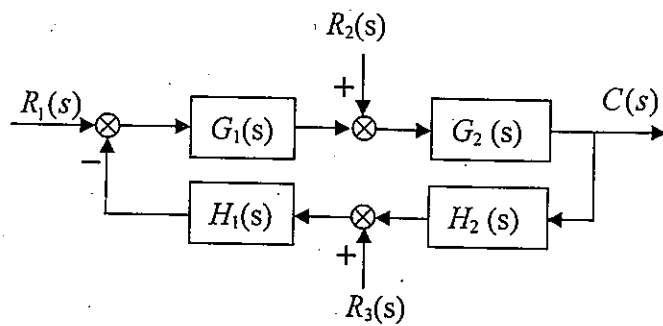 R₂(s)
+
R₁(s)
G₁(s)
G₂ (s)
C(s)
−
H₁(s)
H₂ (s)
+
R₃(s)